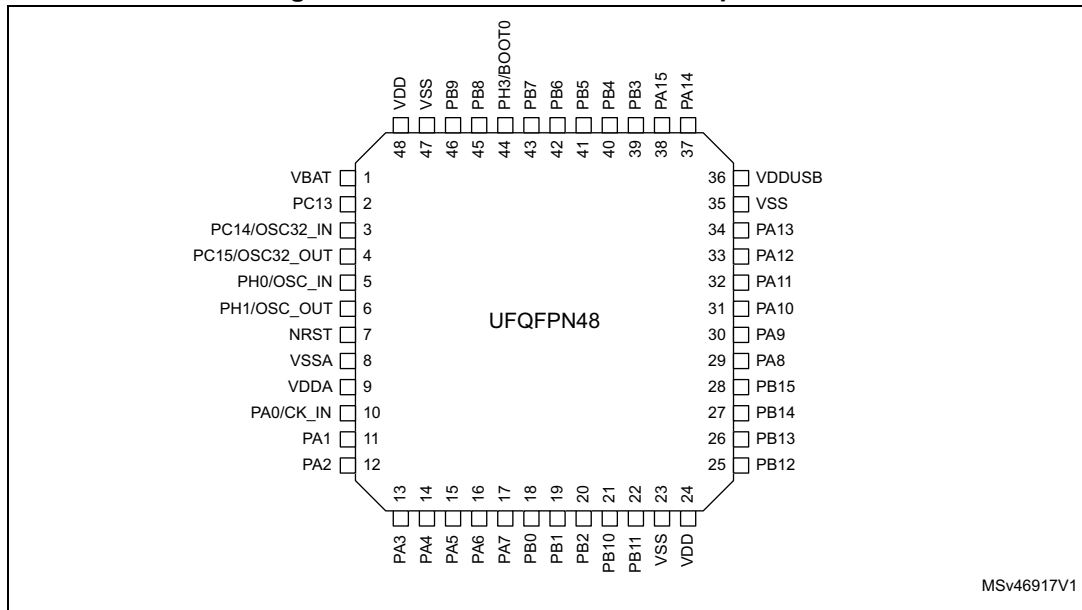 VDD
VSS
PB9
PB8
PH3/BOOT0
PB7
PB6
PB5
PB4
PB3
PA15
PA14
48
47
46
45
44
43
42
41
40
39
38
37
VBAT 1
PC13 2
PC14/OSC32_IN 3
PC15/OSC32_OUT 4
PH0/OSC_IN 5
PH1/OSC_OUT 6
NRST 7
VSSA 8
VDDA 9
PA0/CK_IN 10
PA1 11
PA2 12
UFQFPN48
36 VDDUSB
35 VSS
34 PA13
33 PA12
32 PA11
31 PA10
30 PA9
29 PA8
28 PB15
27 PB14
26 PB13
25 PB12
13
14
15
16
17
18
19
20
21
22
23
24
PA3
PA4
PA5
PA6
PA7
PB0
PB1
PB2
PB10
PB11
VSS
VDD
MSv46917V1